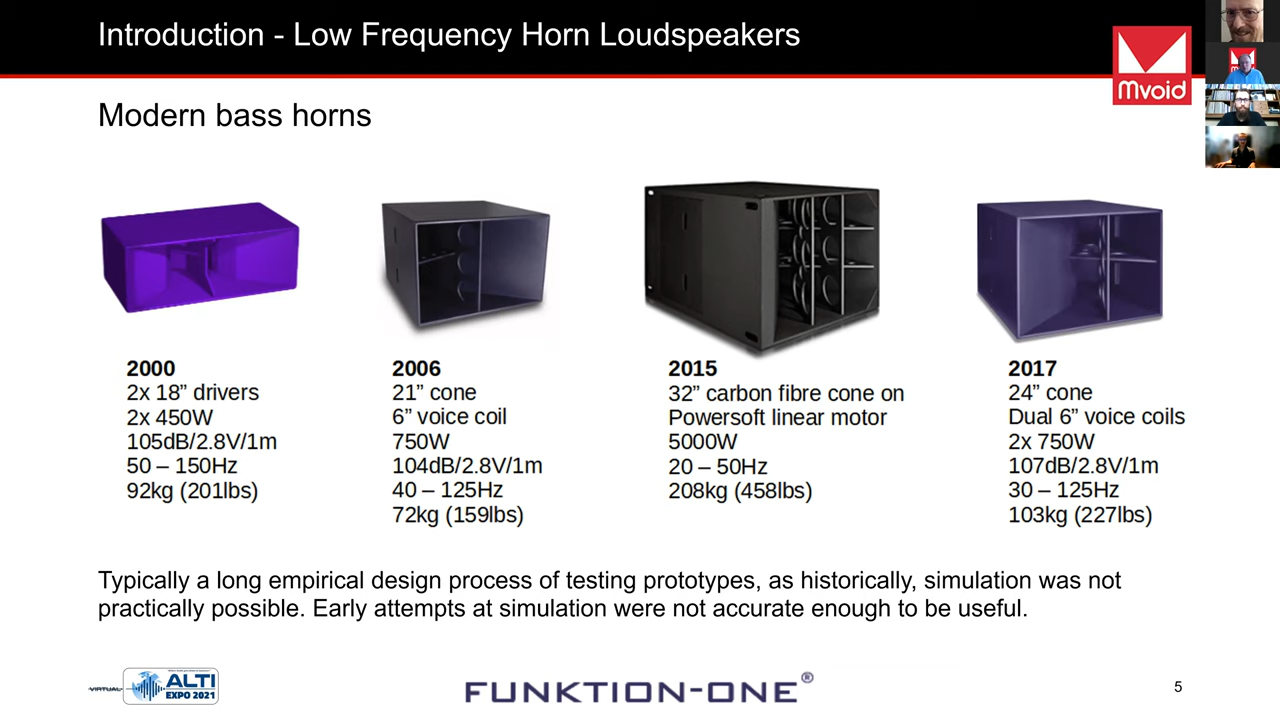 Introduction - Low Frequency Horn Loudspeakers
Mvoid
Modern bass horns
2000
2x 18” drivers
2x 450W
105dB/2.8V/1m
50 – 150Hz
92kg (201lbs)
2006
21” cone
6” voice coil
750W
104dB/2.8V/1m
40 – 125Hz
72kg (159lbs)
2015
32” carbon fibre cone on
Powersoft linear motor
5000W
20 – 50Hz
208kg (458lbs)
2017
24” cone
Dual 6” voice coils
2x 750W
107dB/2.8V/1m
30 – 125Hz
103kg (227lbs)
Typically a long empirical design process of testing prototypes, as historically, simulation was not
practically possible. Early attempts at simulation were not accurate enough to be useful.
VIRTUAL
ALTI
EXPO 2021
FUNKTION-ONE®
5